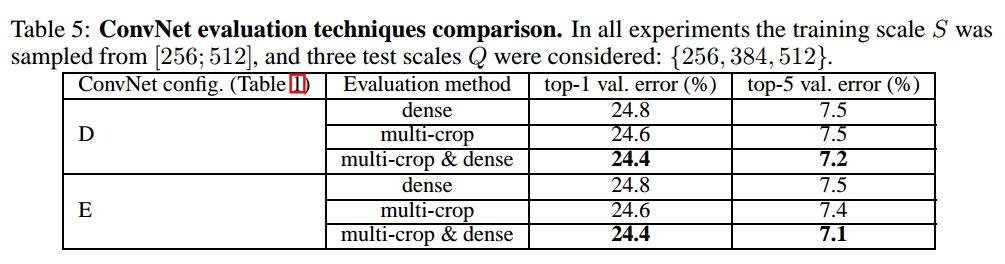 Table 5: ConvNet evaluation techniques comparison. In all experiments the training scale S was
sampled from [256; 512], and three test scales Q were considered: {256, 384, 512}.
ConvNet config. (Table 1) Evaluation method top-1 val. error (%) top-5 val. error (%)
D dense 24.8 7.5
multi-crop 24.6 7.5
multi-crop & dense 24.4 7.2
E dense 24.8 7.5
multi-crop 24.6 7.4
multi-crop & dense 24.4 7.1